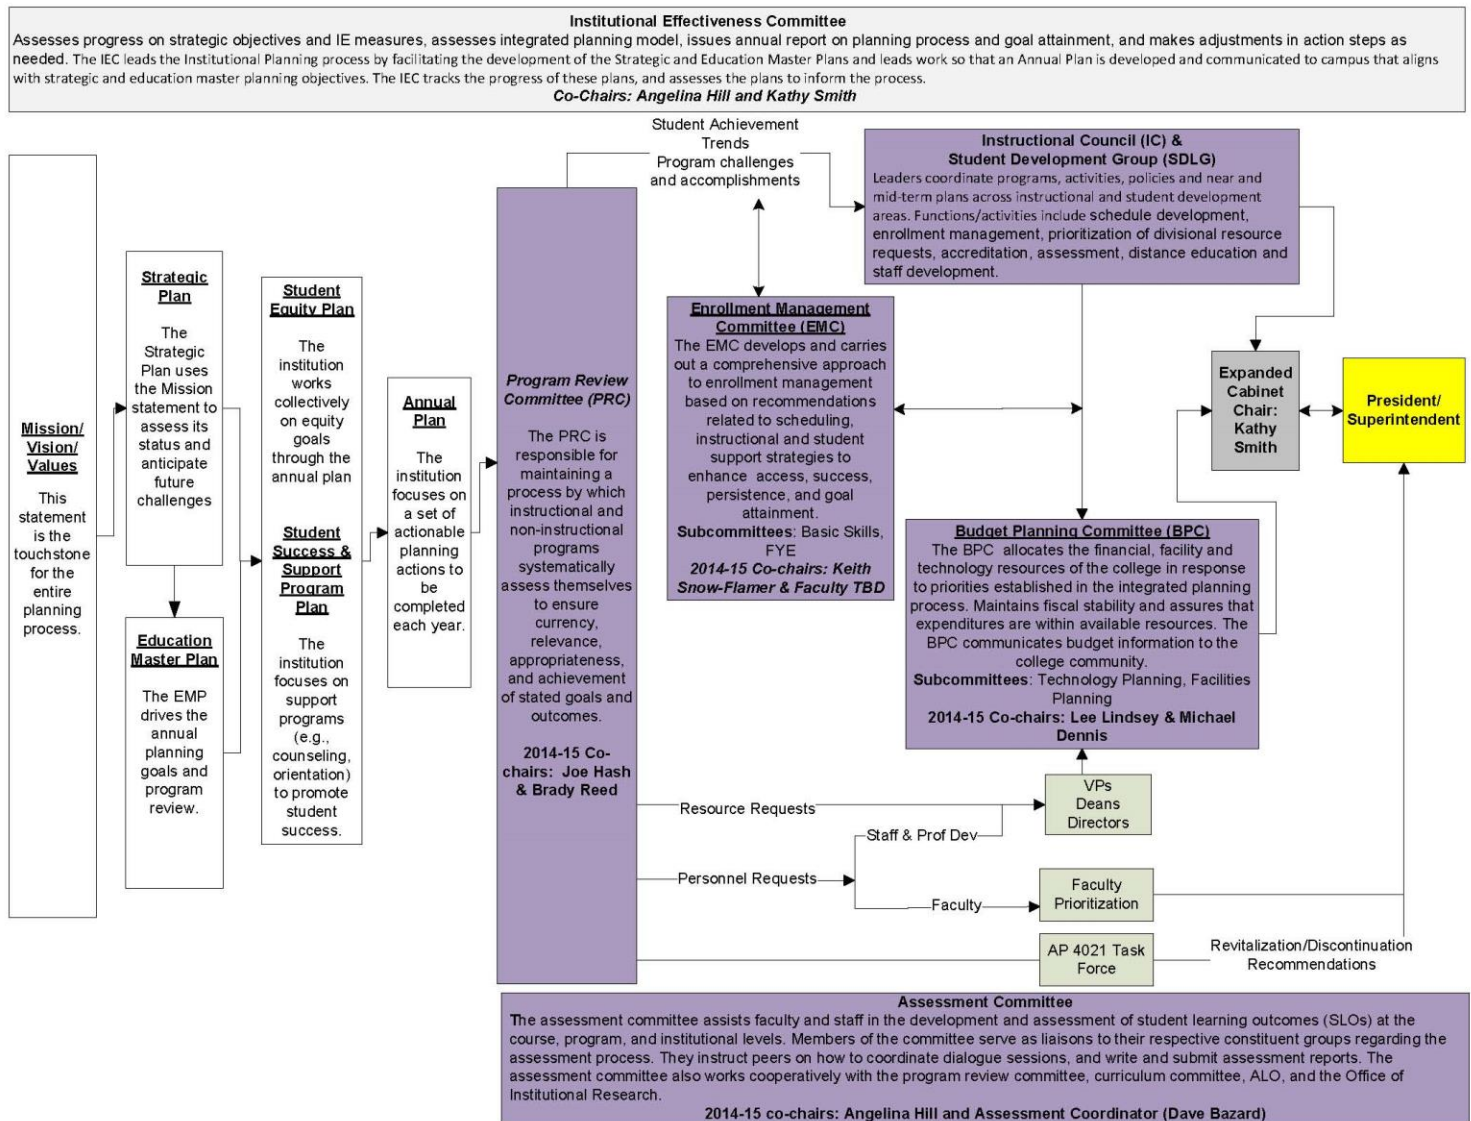 Institutional Effectiveness Committee
Assesses progress on strategic objectives and IE measures, assesses integrated planning model, issues annual report on planning process and goal attainment, and makes adjustments in action steps as
needed. The IEC leads the Institutional Planning process by facilitating the development of the Strategic and Education Master Plans and leads work so that an Annual Plan is developed and communicated to campus that aligns
with strategic and education master planning objectives. The IEC tracks the progress of these plans, and assesses the plans to inform the process.
Co-Chairs: Angelina Hill and Kathy Smith
Mission/
Vision/
Values
This
statement
is the
touchstone
for the
entire
planning
process.
Strategic
Plan
The
Strategic
Plan uses
the Mission
statement to
assess its
status and
anticipate
future
challenges
Education
Master Plan
The EMP
drives the
annual
planning
goals and
program
review.
Student
Equity Plan
The
institution
works
collectively
on equity
goals
through the
annual plan
Student
Success &
Support
Program
Plan
The
institution
focuses on
support
programs
(e.g.,
counseling,
orientation)
to promote
student
success.
Annual
Plan
The
institution
focuses on
a set of
actionable
planning
actions to
be
completed
each year.
Program Review
Committee (PRC)
The PRC is
responsible for
maintaining a
process by which
instructional and
non-instructional
programs
systematically
assess themselves
to ensure
currency,
relevance,
appropriateness,
and achievement
of stated goals and
outcomes.
2014-15 Co-
chairs: Joe Hash
& Brady Reed
Student Achievement
Trends
Program challenges
and accomplishments
Instructional Council (IC) &
Student Development Group (SDLG)
Leaders coordinate programs, activities, policies and near and
mid-term plans across instructional and student development
areas. Functions/activities include schedule development,
enrollment management, prioritization of divisional resource
requests, accreditation, assessment, distance education and
staff development.
Enrollment Management
Committee (EMC)
The EMC develops and carries
out a comprehensive approach
to enrollment management
based on recommendations
related to scheduling,
instructional and student
support strategies to
enhance access, success,
persistence, and goal
attainment.
Subcommittees: Basic Skills,
FYE
2014-15 Co-chairs: Keith
Snow-Flamer & Faculty TBD
Expanded
Cabinet
Chair:
Kathy
Smith
President/
Superintendent
Budget Planning Committee (BPC)
The BPC allocates the financial, facility and
technology resources of the college in response
to priorities established in the integrated planning
process. Maintains fiscal stability and assures that
expenditures are within available resources. The
BPC communicates budget information to the
college community.
Subcommittees: Technology Planning, Facilities
Planning
2014-15 Co-chairs: Lee Lindsey & Michael
Dennis
Resource Requests
VPs
Deans
Directors
Staff & Prof Dev
Personnel Requests
Faculty
Faculty
Prioritization
AP 4021 Task
Force
Revitalization/Discontinuation
Recommendations
Assessment Committee
The assessment committee assists faculty and staff in the development and assessment of student learning outcomes (SLOs) at the
course, program, and institutional levels. Members of the committee serve as liaisons to their respective constituent groups regarding the
assessment process. They instruct peers on how to coordinate dialogue sessions, and write and submit assessment reports. The
assessment committee also works cooperatively with the program review committee, curriculum committee, ALO, and the Office of
Institutional Research.
2014-15 co-chairs: Angelina Hill and Assessment Coordinator (Dave Bazard)